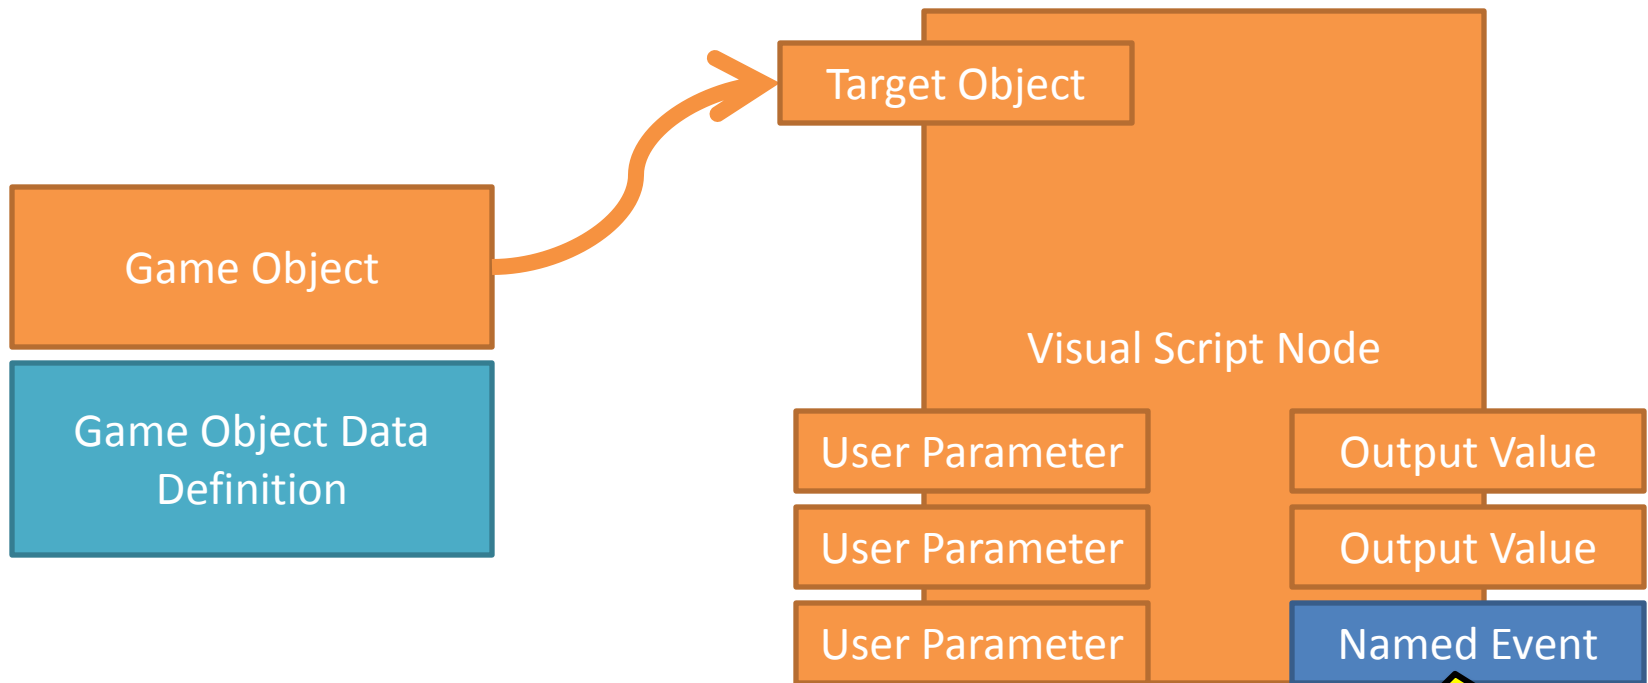 Target Object
Game Object
Visual Script Node
Game Object Data
Definition
User Parameter
Output Value
User Parameter
Output Value
User Parameter
Named Event